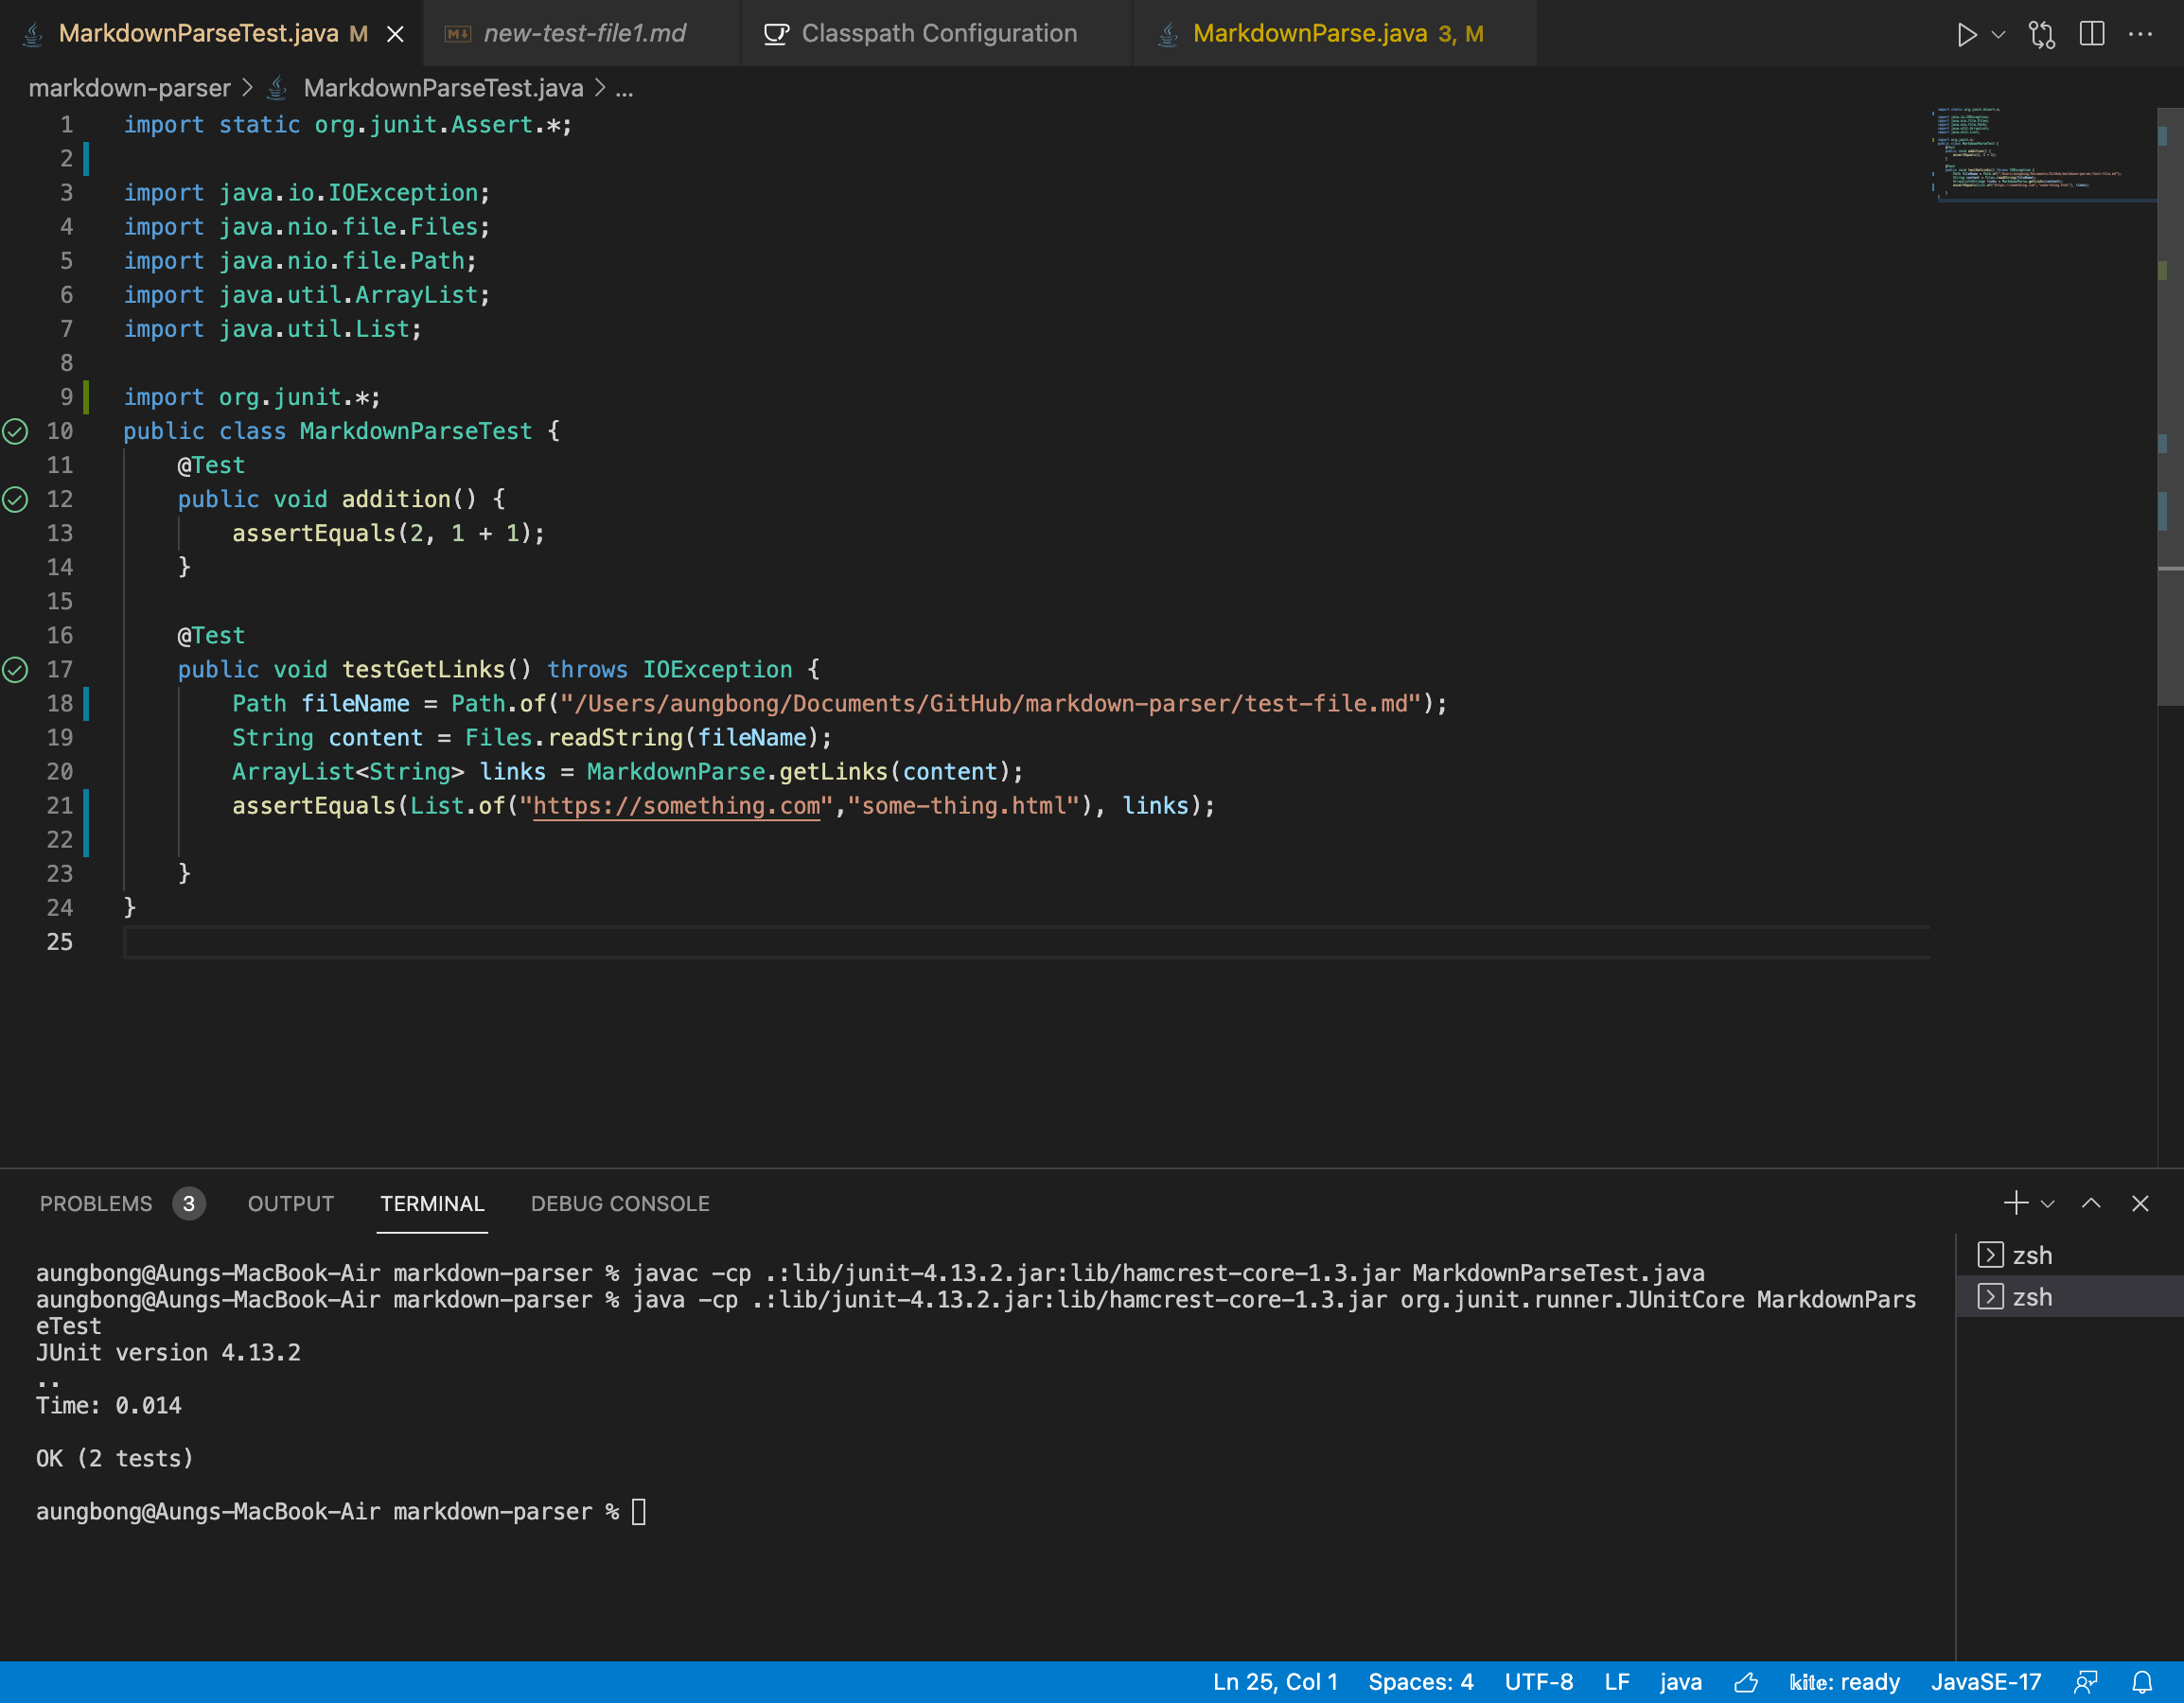 MarkdownParseTest.java M
new-test-file1.md
Classpath Configuration
MarkdownParse.java 3, M
markdown-parser > MarkdownParseTest.java > ...
1 import static org.junit.Assert.*;
2
3 import java.io.IOException;
4 import java.nio.file.Files;
5 import java.nio.file.Path;
6 import java.util.ArrayList;
7 import java.util.List;
8
9 import org.junit.*;
10 public class MarkdownParseTest {
11 @Test
12 public void addition() {
13 assertEquals(2, 1 + 1);
14 }
15
16 @Test
17 public void testGetLinks() throws IOException {
18 Path fileName = Path.of("/Users/aungbong/Documents/GitHub/markdown-parser/test-file.md");
19 String content = Files.readString(fileName);
20 ArrayList<String> links = MarkdownParse.getLinks(content);
21 assertEquals(List.of("https://something.com","some-thing.html"), links);
22
23 }
24 }
25
PROBLEMS 3 OUTPUT TERMINAL DEBUG CONSOLE
aungbong@Aungs-MacBook-Air markdown-parser % javac -cp .:lib/junit-4.13.2.jar:lib/hamcrest-core-1.3.jar MarkdownParseTest.java
aungbong@Aungs-MacBook-Air markdown-parser % java -cp .:lib/junit-4.13.2.jar:lib/hamcrest-core-1.3.jar org.junit.runner.JUnitCore MarkdownPars
eTest
JUnit version 4.13.2
..
Time: 0.014
OK (2 tests)
aungbong@Aungs-MacBook-Air markdown-parser %
zsh
zsh
Ln 25, Col 1 Spaces: 4 UTF-8 LF java kite: ready JavaSE-17